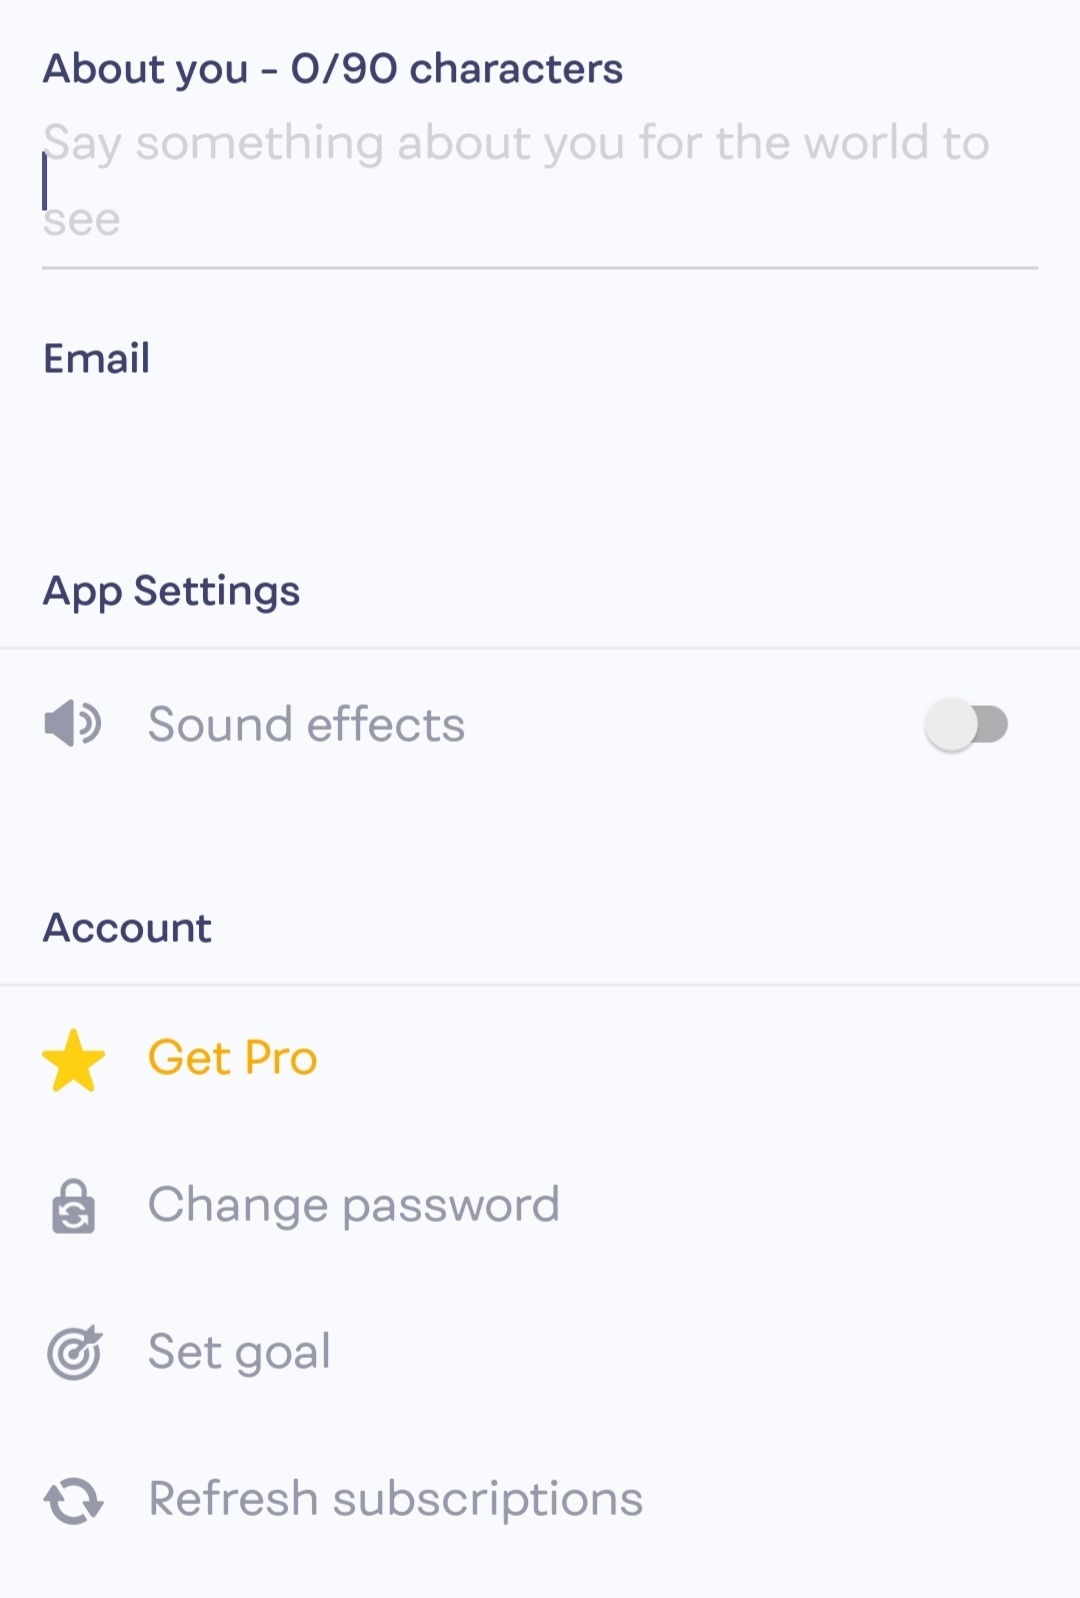 About you - 0/90 characters
Say something about you for the world to
see
Email
App Settings
Sound effects
Account
Get Pro
Change password
Set goal
Refresh subscriptions